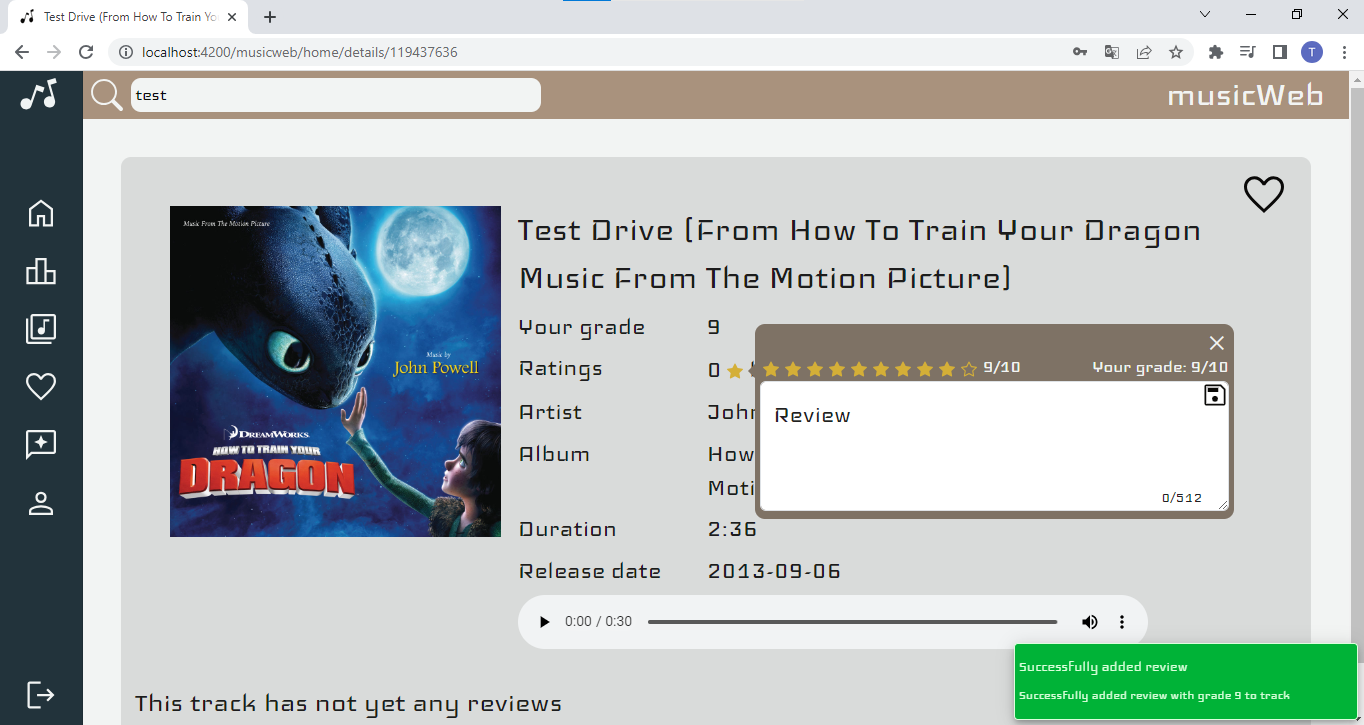 Test Drive (From How To Train Yo
localhost:4200/musicweb/home/details/119437636
T
test
musicWeb
Music From The Motion Picture
Music by
John Powell
DREAMWORKS
HOW TO TRAIN YOUR
DRAGON
Test Drive (From How To Train Your Dragon
Music From The Motion Picture)
Your grade 9
Ratings 0
Artist John
Album How
Moti
Duration 2:36
Release date 2013-09-06
9/10 Your grade: 9/10
Review
0/512
0:00 / 0:30
Successfully added review
Successfully added review with grade 9 to track
This track has not yet any reviews